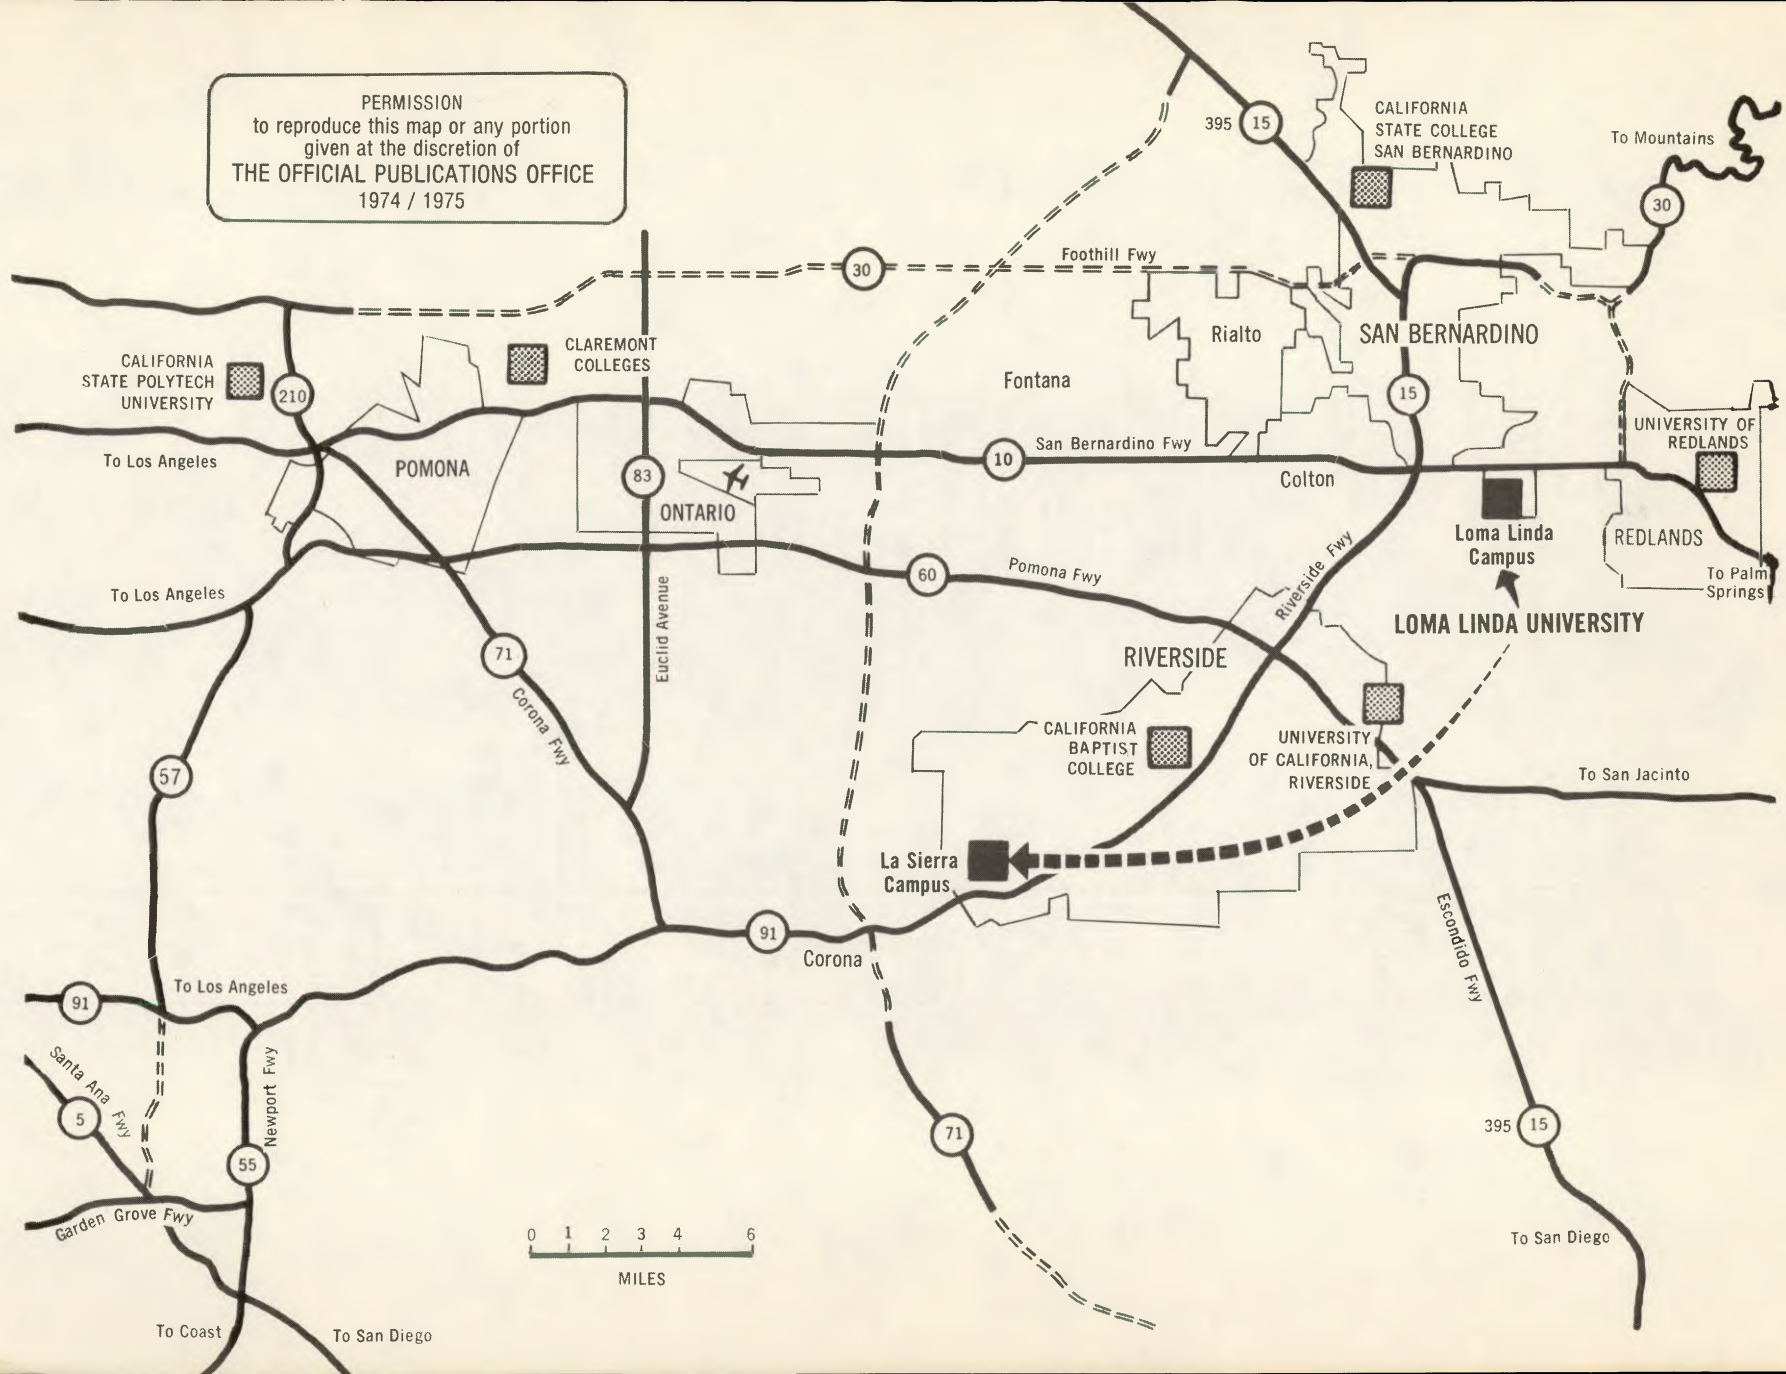 PERMISSION
to reproduce this map or any portion
given at the discretion of
THE OFFICIAL PUBLICATIONS OFFICE
1974 / 1975
395
15
CALIFORNIA
STATE COLLEGE
SAN BERNARDINO
To Mountains
30
Foothill Fwy
30
CALIFORNIA
STATE POLYTECH
UNIVERSITY
210
CLAREMONT
COLLEGES
Rialto
SAN BERNARDINO
Fontana
15
UNIVERSITY OF
REDLANDS
To Los Angeles
POMONA
83
ONTARIO
10
San Bernardino Fwy
Colton
Loma Linda
Campus
REDLANDS
To Palm
Springs
To Los Angeles
Euclid Avenue
60
Pomona Fwy
Riverside Fwy
LOMA LINDA UNIVERSITY
71
Corona Fwy
RIVERSIDE
57
CALIFORNIA
BAPTIST
COLLEGE
UNIVERSITY
OF CALIFORNIA,
RIVERSIDE
To San Jacinto
La Sierra
Campus
91
Corona
Escondido Fwy
91
To Los Angeles
Santa Ana Fwy
5
Newport Fwy
55
71
395
15
Garden Grove Fwy
0 1 2 3 4 6
MILES
To San Diego
To Coast
To San Diego